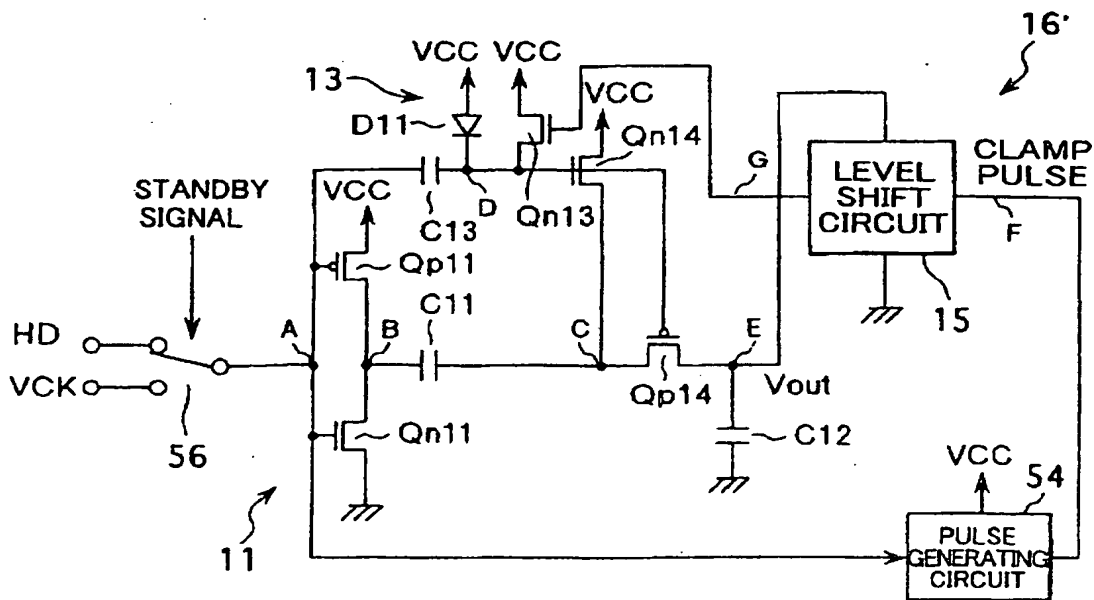 16'
VCC
VCC
13
VCC
D11
Qn14
G
LEVEL
SHIFT
CIRCUIT
CLAMP
PULSE
STANDBY
SIGNAL
VCC
D
Qn13
F
C13
Qp11
C11
15
HD
A
B
C
E
VCK
Qp14
Vout
56
Qn11
C12
VCC
54
11
PULSE
GENERATING
CIRCUIT